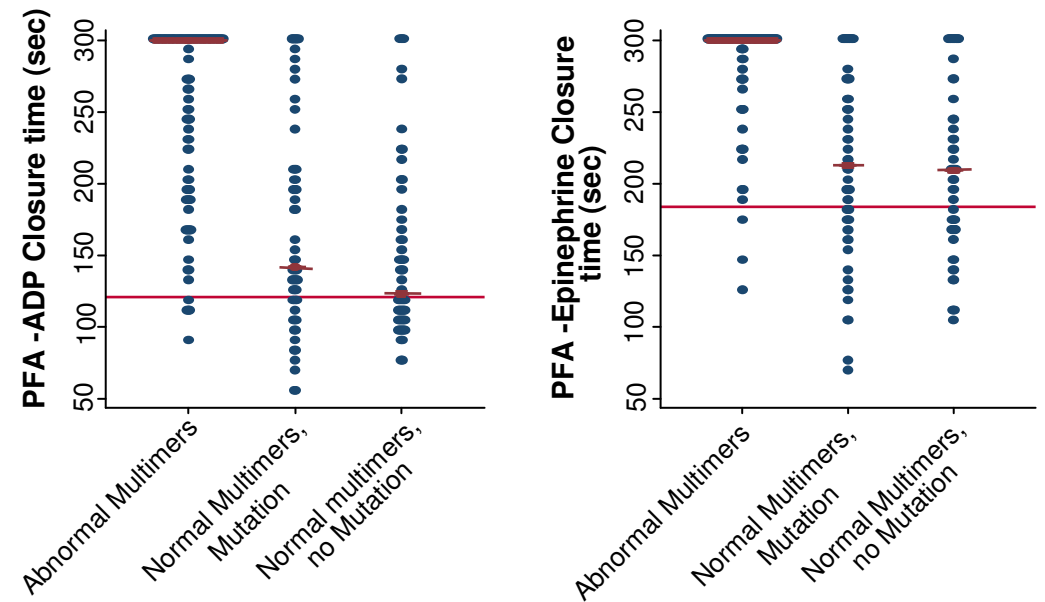 PFA -ADP Closure time (sec)
300
250
200
150
100
50
Abnormal Multimers
Normal Multimers,
Mutation
Normal multimers,
no Mutation
PFA -Epinephrine Closure
time (sec)
300
250
200
150
100
50
Abnormal Multimers
Normal Multimers,
Mutation
Normal Multimers,
no Mutation